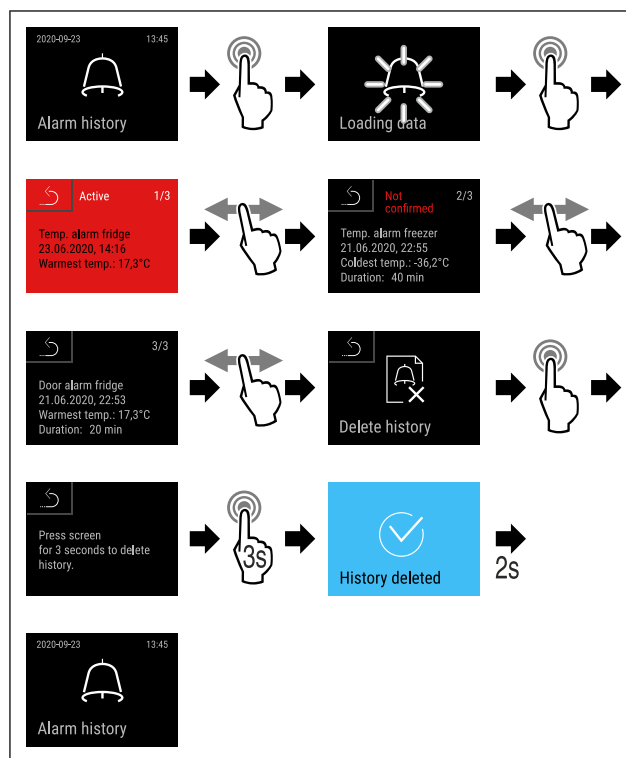 2020-09-23 13:45
Alarm history
Loading data
Active 1/3
Temp. alarm fridge
23.06.2020, 14:16
Warmest temp.: 17,3°C
Not 2/3
confirmed
Temp. alarm freezer
21.06.2020, 22:55
Coldest temp.: -36,2°C
Duration: 40 min
3/3
Door alarm fridge
21.06.2020, 22:53
Warmest temp.: 17,3°C
Duration: 20 min
Delete history
Press screen
for 3 seconds to delete
history.
3s
History deleted
2s
2020-09-23 13:45
Alarm history